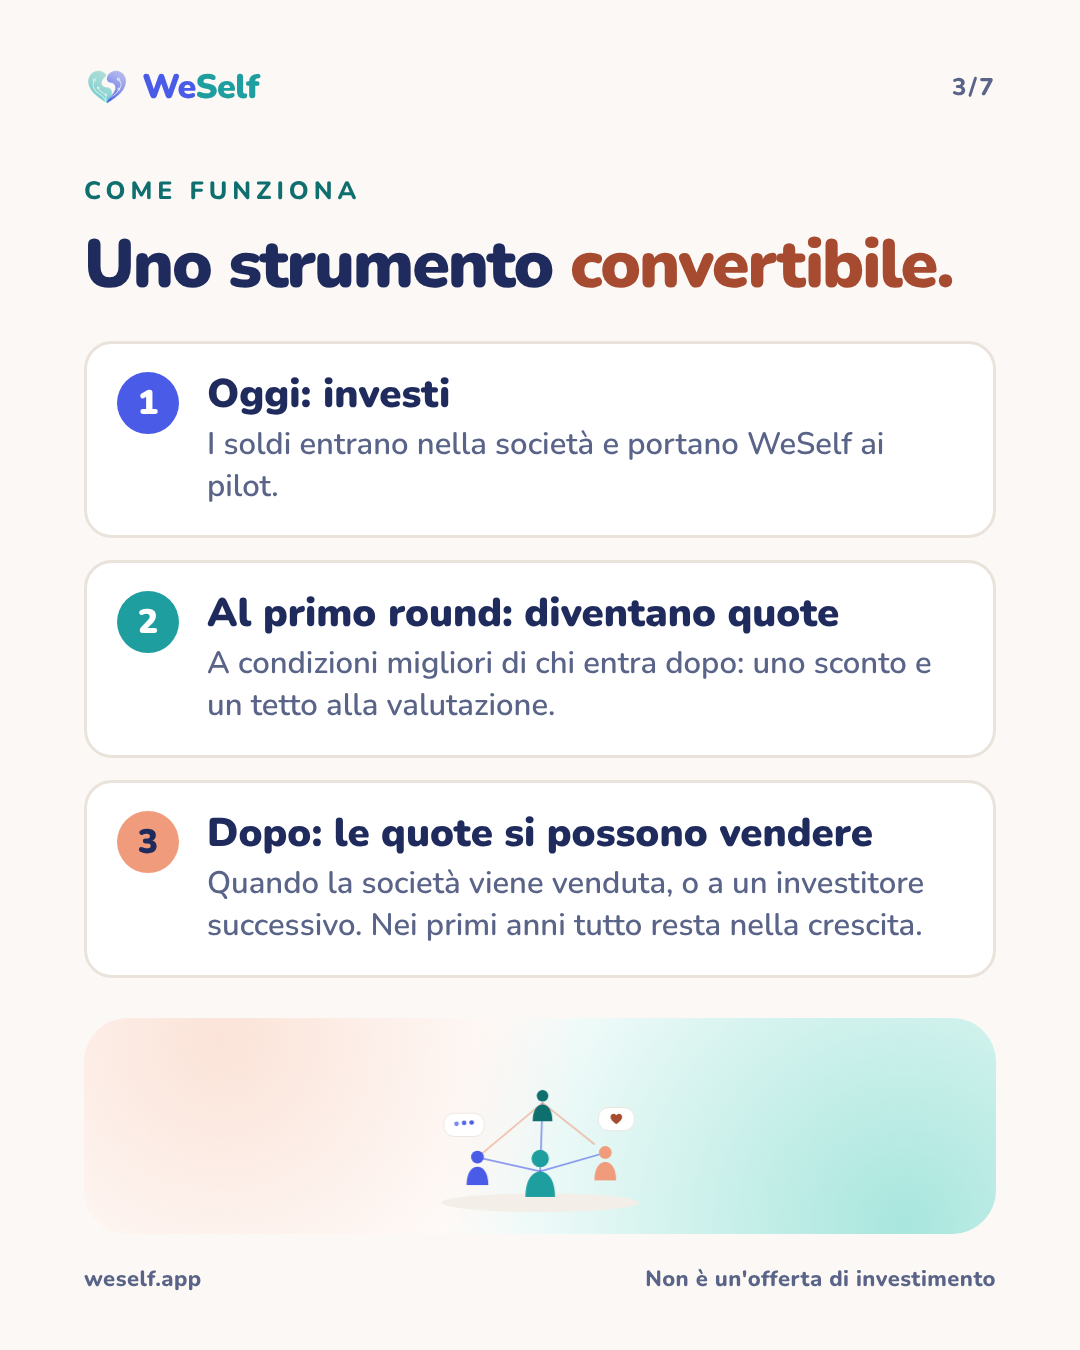 WeSelf
3/7
COME FUNZIONA
Uno strumento convertibile.
1
Oggi: investi
I soldi entrano nella società e portano WeSelf ai
pilot.
2
Al primo round: diventano quote
A condizioni migliori di chi entra dopo: uno sconto e
un tetto alla valutazione.
3
Dopo: le quote si possono vendere
Quando la società viene venduta, o a un investitore
successivo. Nei primi anni tutto resta nella crescita.
weself.app
Non è un'offerta di investimento